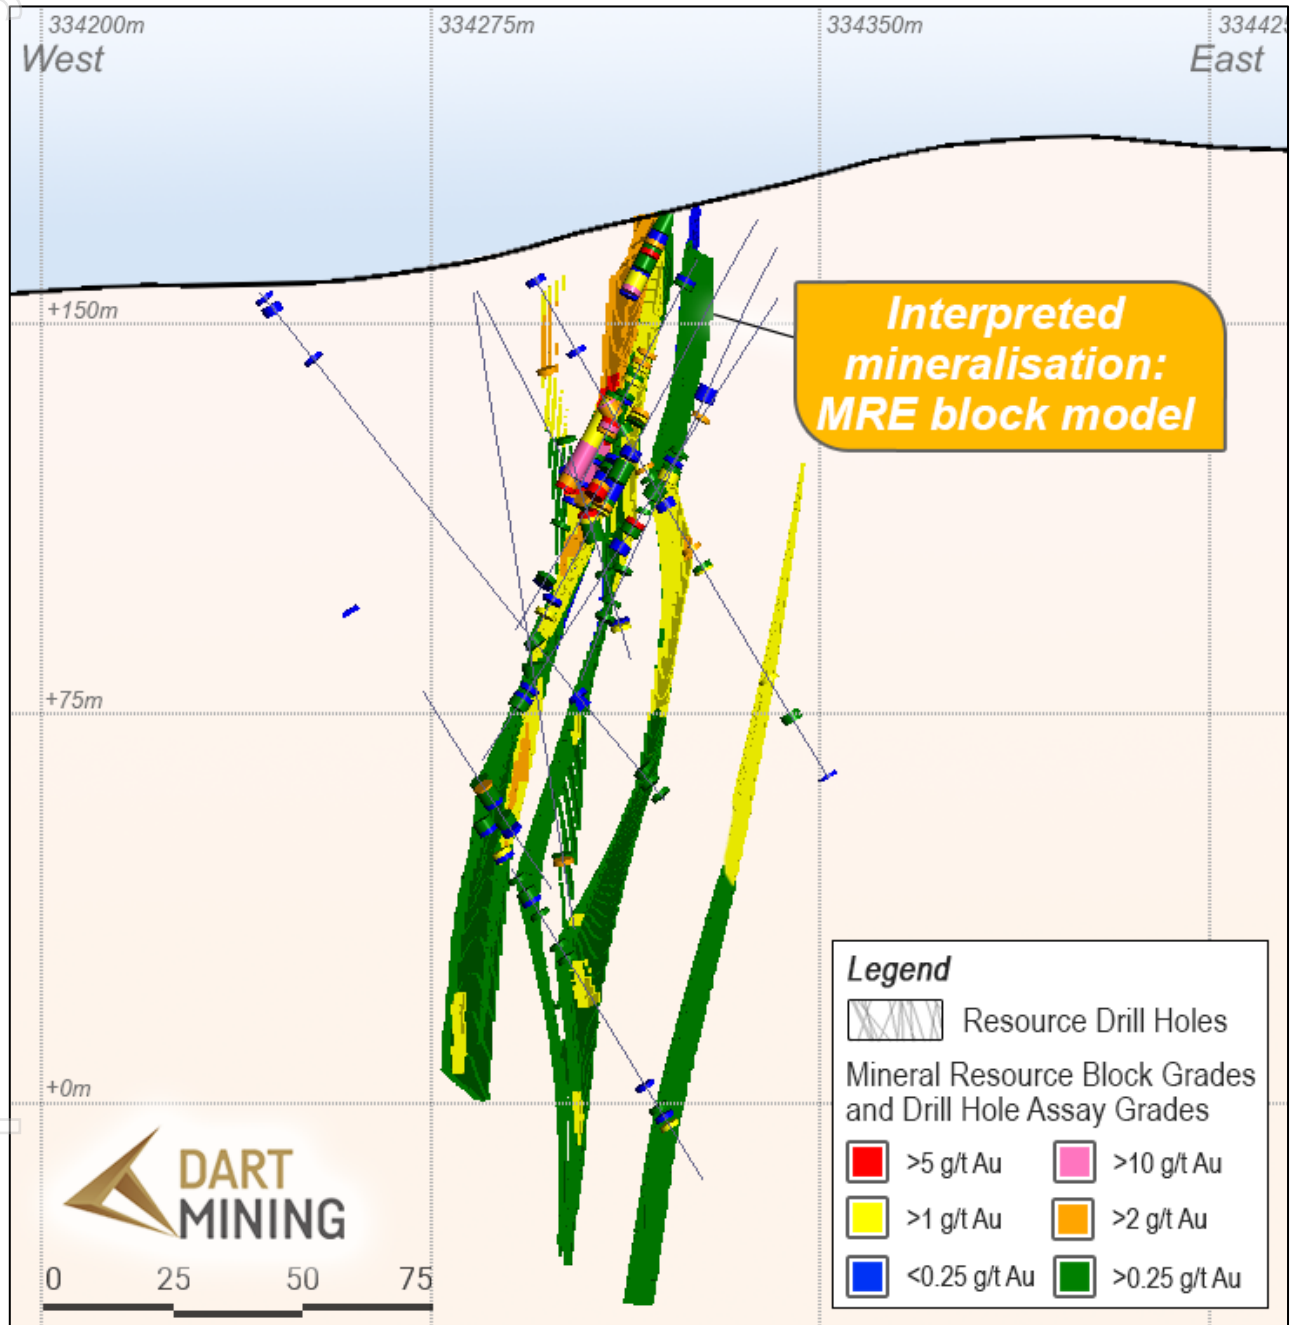 334200m
334275m
334350m
33442
West
East
+150m
Interpreted
mineralisation:
MRE block model
+75m
+0m
Legend
Resource Drill Holes
Mineral Resource Block Grades
and Drill Hole Assay Grades
>5 g/t Au
>10 g/t Au
>1 g/t Au
>2 g/t Au
<0.25 g/t Au
>0.25 g/t Au
DART
MINING
0 25 50 75